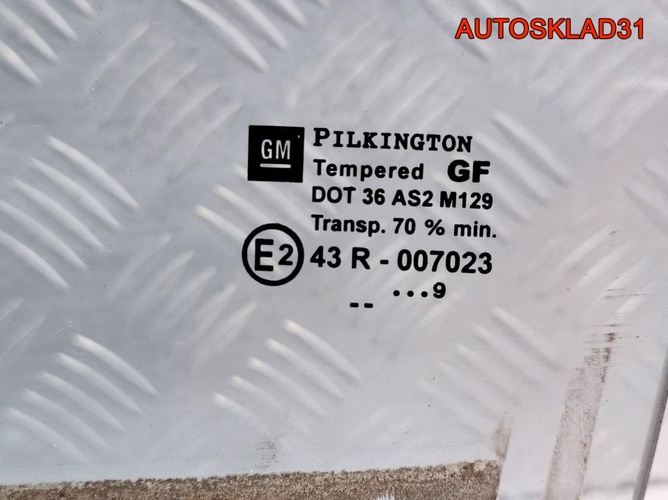 AUTOSKLAD31
GM PILKINGTON
Tempered GF
DOT 36 AS2 M129
Transp. 70 % min.
E2 43 R - 007023
...9
--